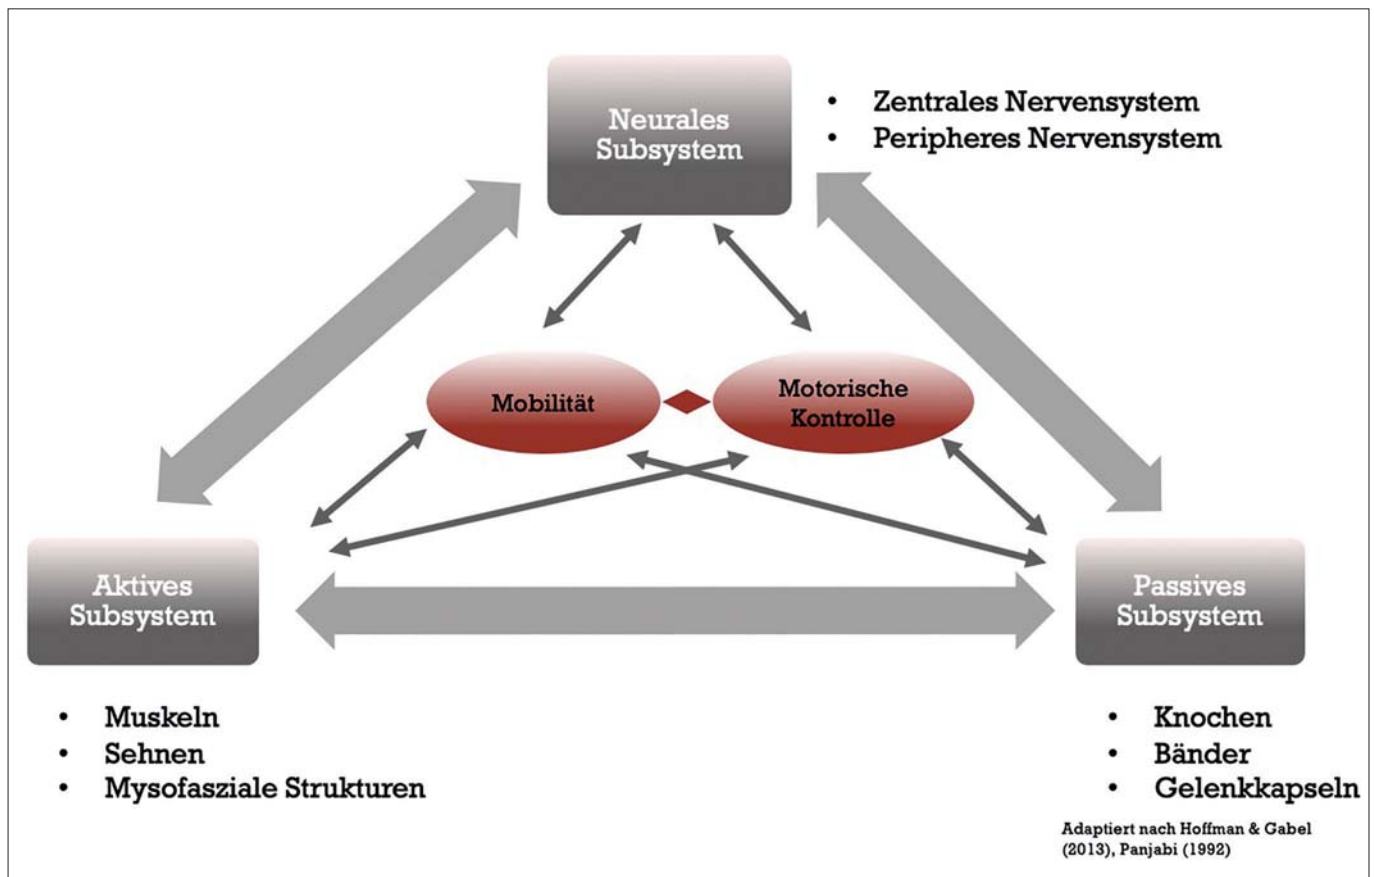 Neurales
Subsystem
• Zentrales Nervensystem
• Peripheres Nervensystem
Mobilität
Motorische
Kontrolle
Aktives
Subsystem
Passives
Subsystem
• Muskeln
• Sehnen
• Mysofasziale Strukturen
• Knochen
• Bänder
• Gelenkkapseln
Adaptiert nach Hoffman & Gabel
(2013), Panjabi (1992)